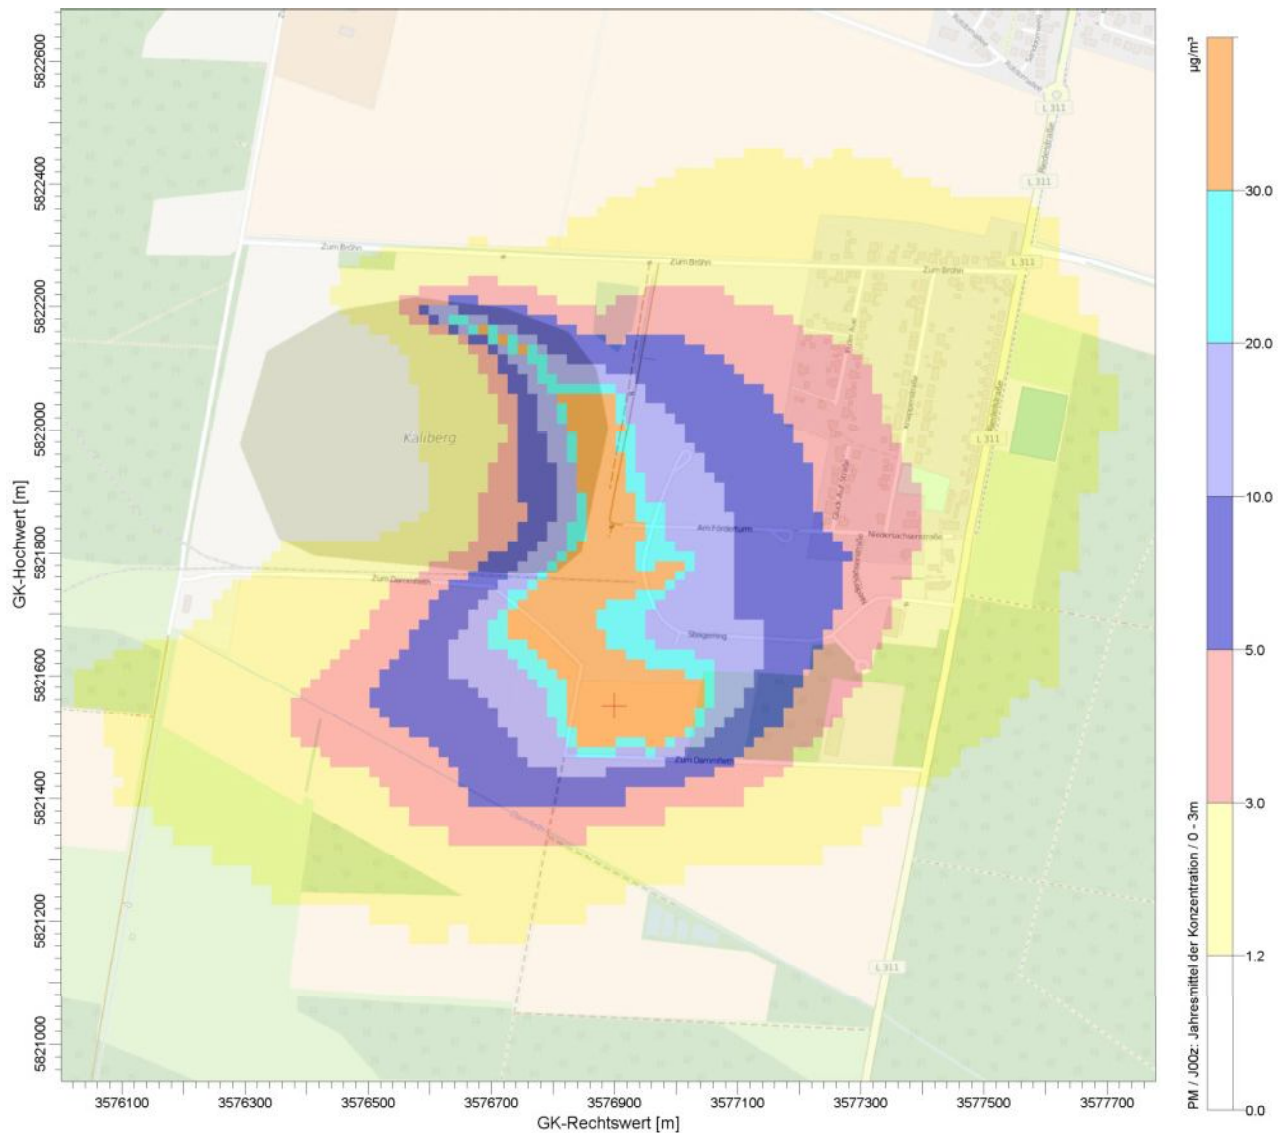 µg/m³
30.0
20.0
10.0
5.0
3.0
1.2
0.0
PM / J00z: Jahresmittel der Konzentration / 0 - 3m
GK-Hochwert [m]
5822600
5822400
5822200
5822000
5821800
5821600
5821400
5821200
5821000
L 311
L 311
Zum Bröhn
Zum Bröhn
Zum Bröhn
L 311
Kaliberg
L 311
Glück-Auf-Straße
Am Förderturm
Niedersachsenstraße
Zum Dammfleth
Steigerring
L 311
3576100
3576300
3576500
3576700
3576900
3577100
3577300
3577500
3577700
GK-Rechtswert [m]